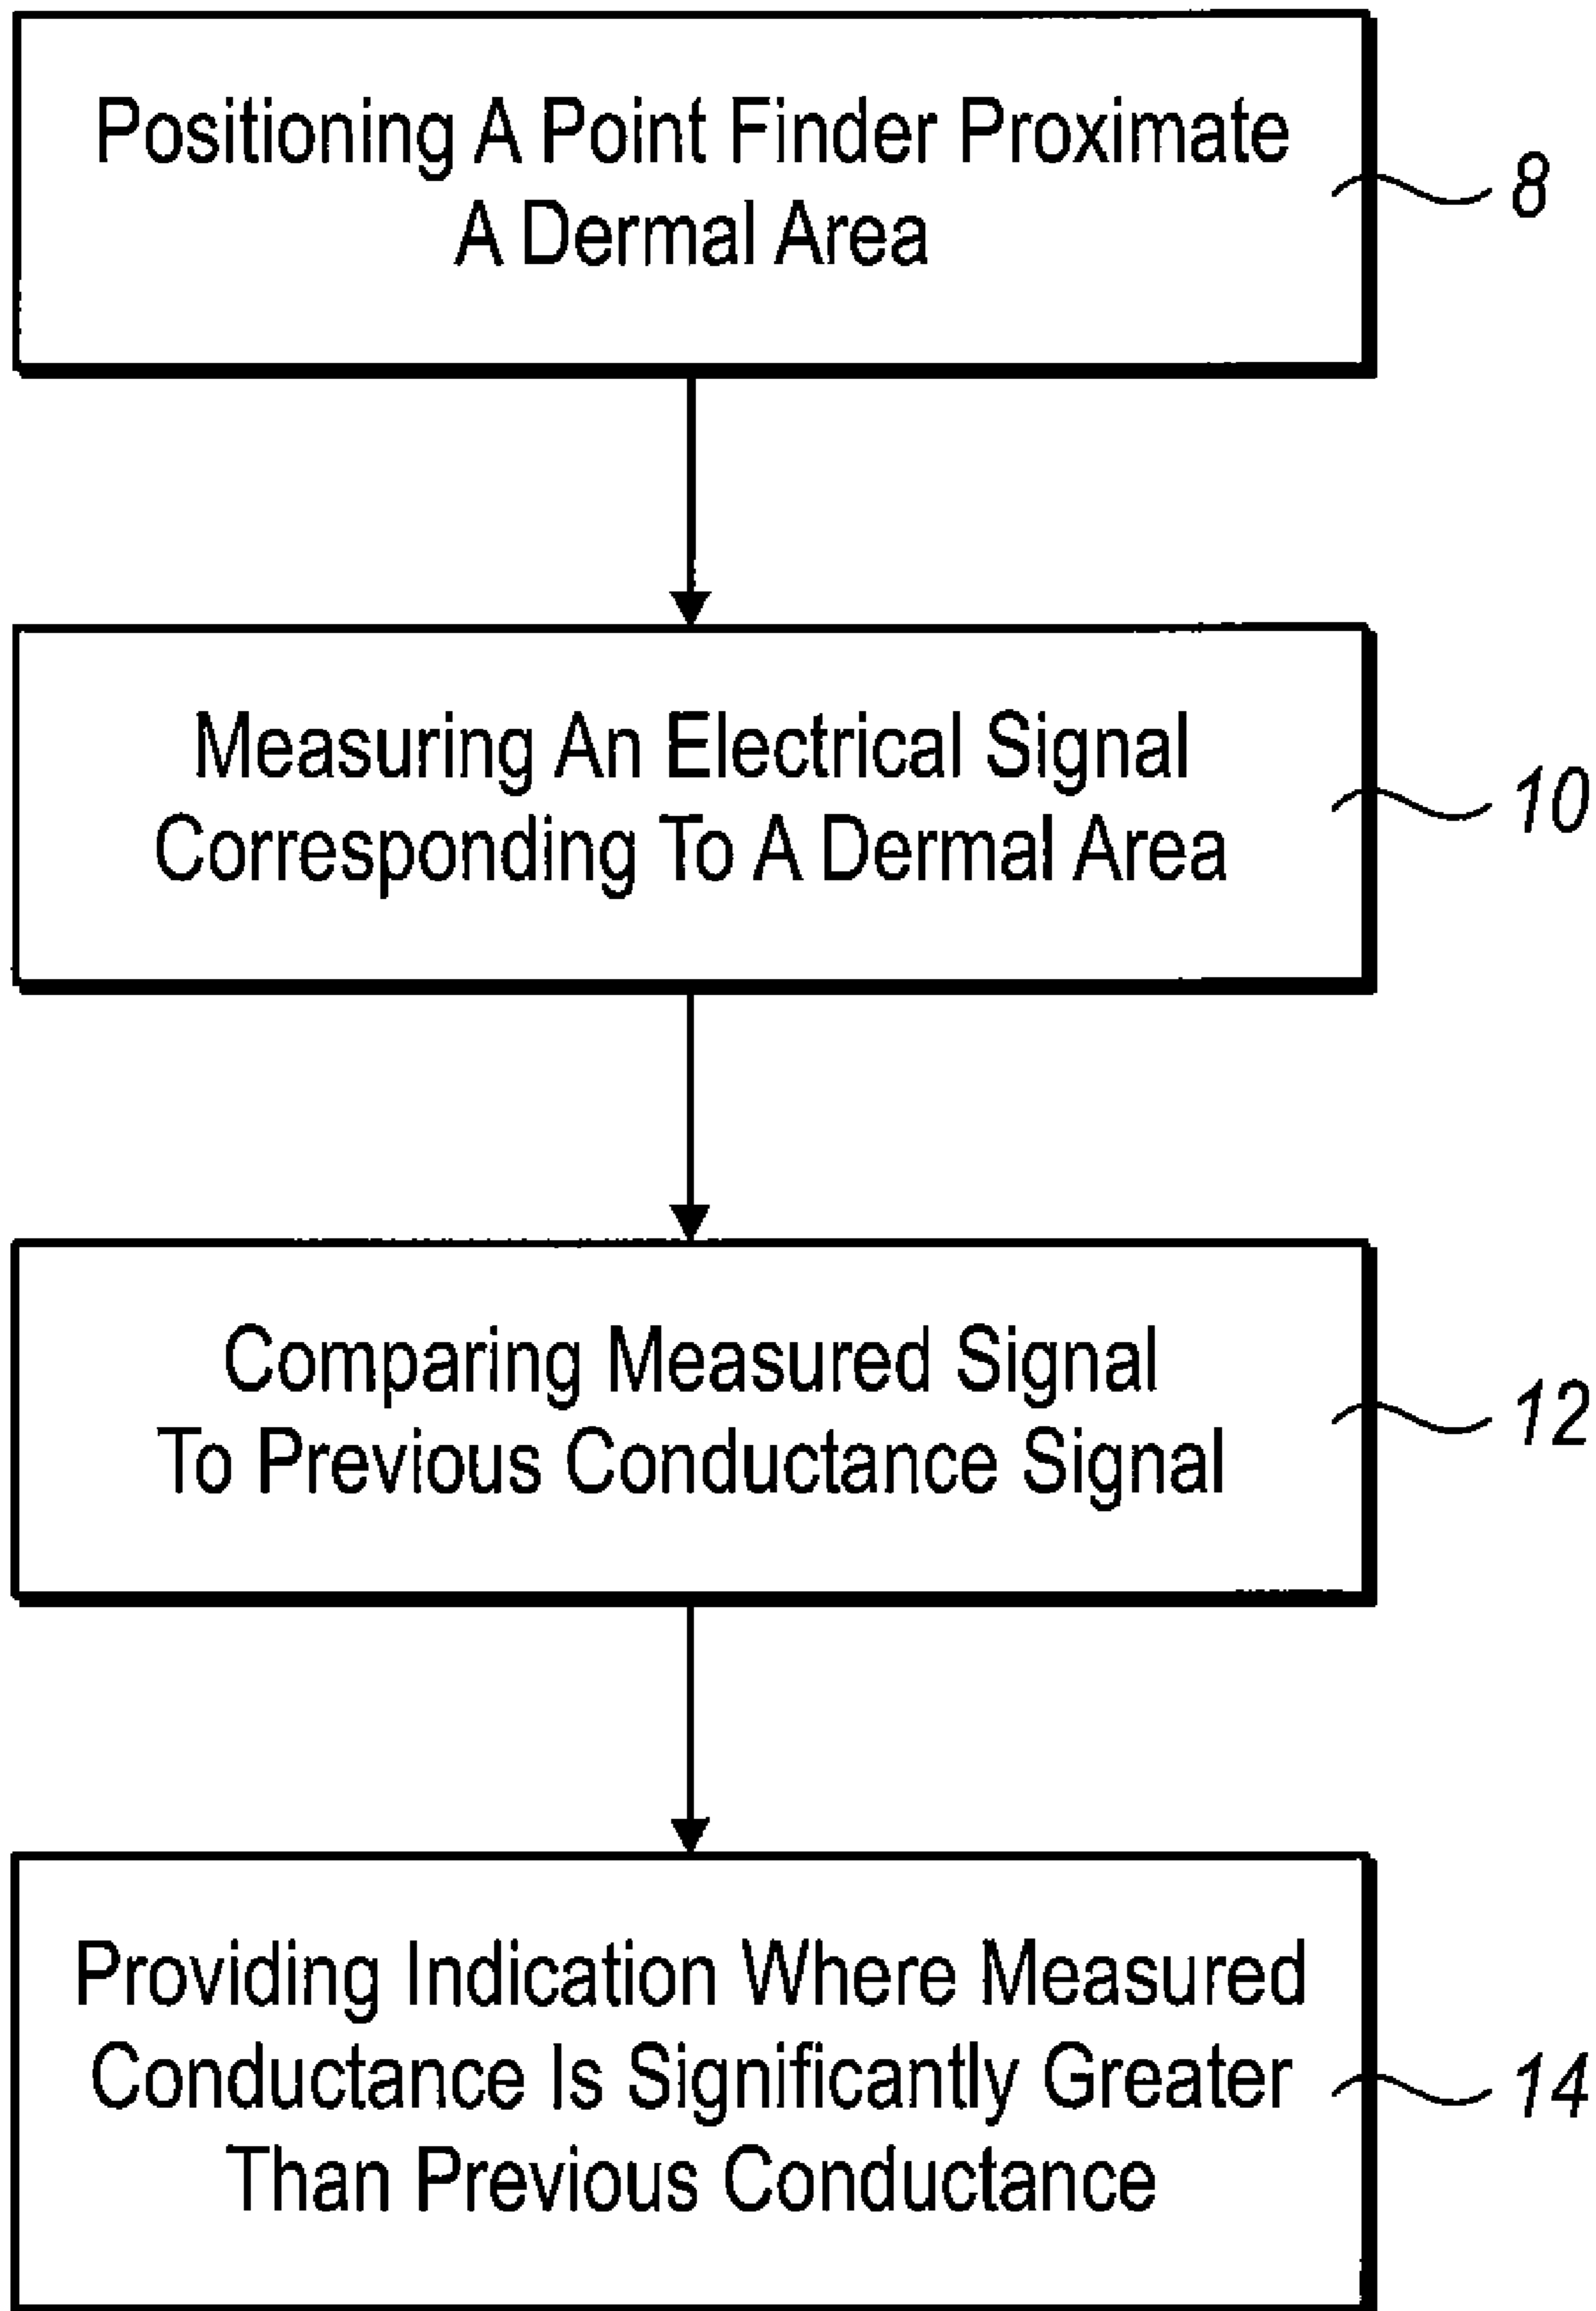 Positioning A Point Finder Proximate
A Dermal Area
8
Measuring An Electrical Signal
Corresponding To A Dermal Area
10
Comparing Measured Signal
To Previous Conductance Signal
12
Providing Indication Where Measured
Conductance Is Significantly Greater
Than Previous Conductance
14